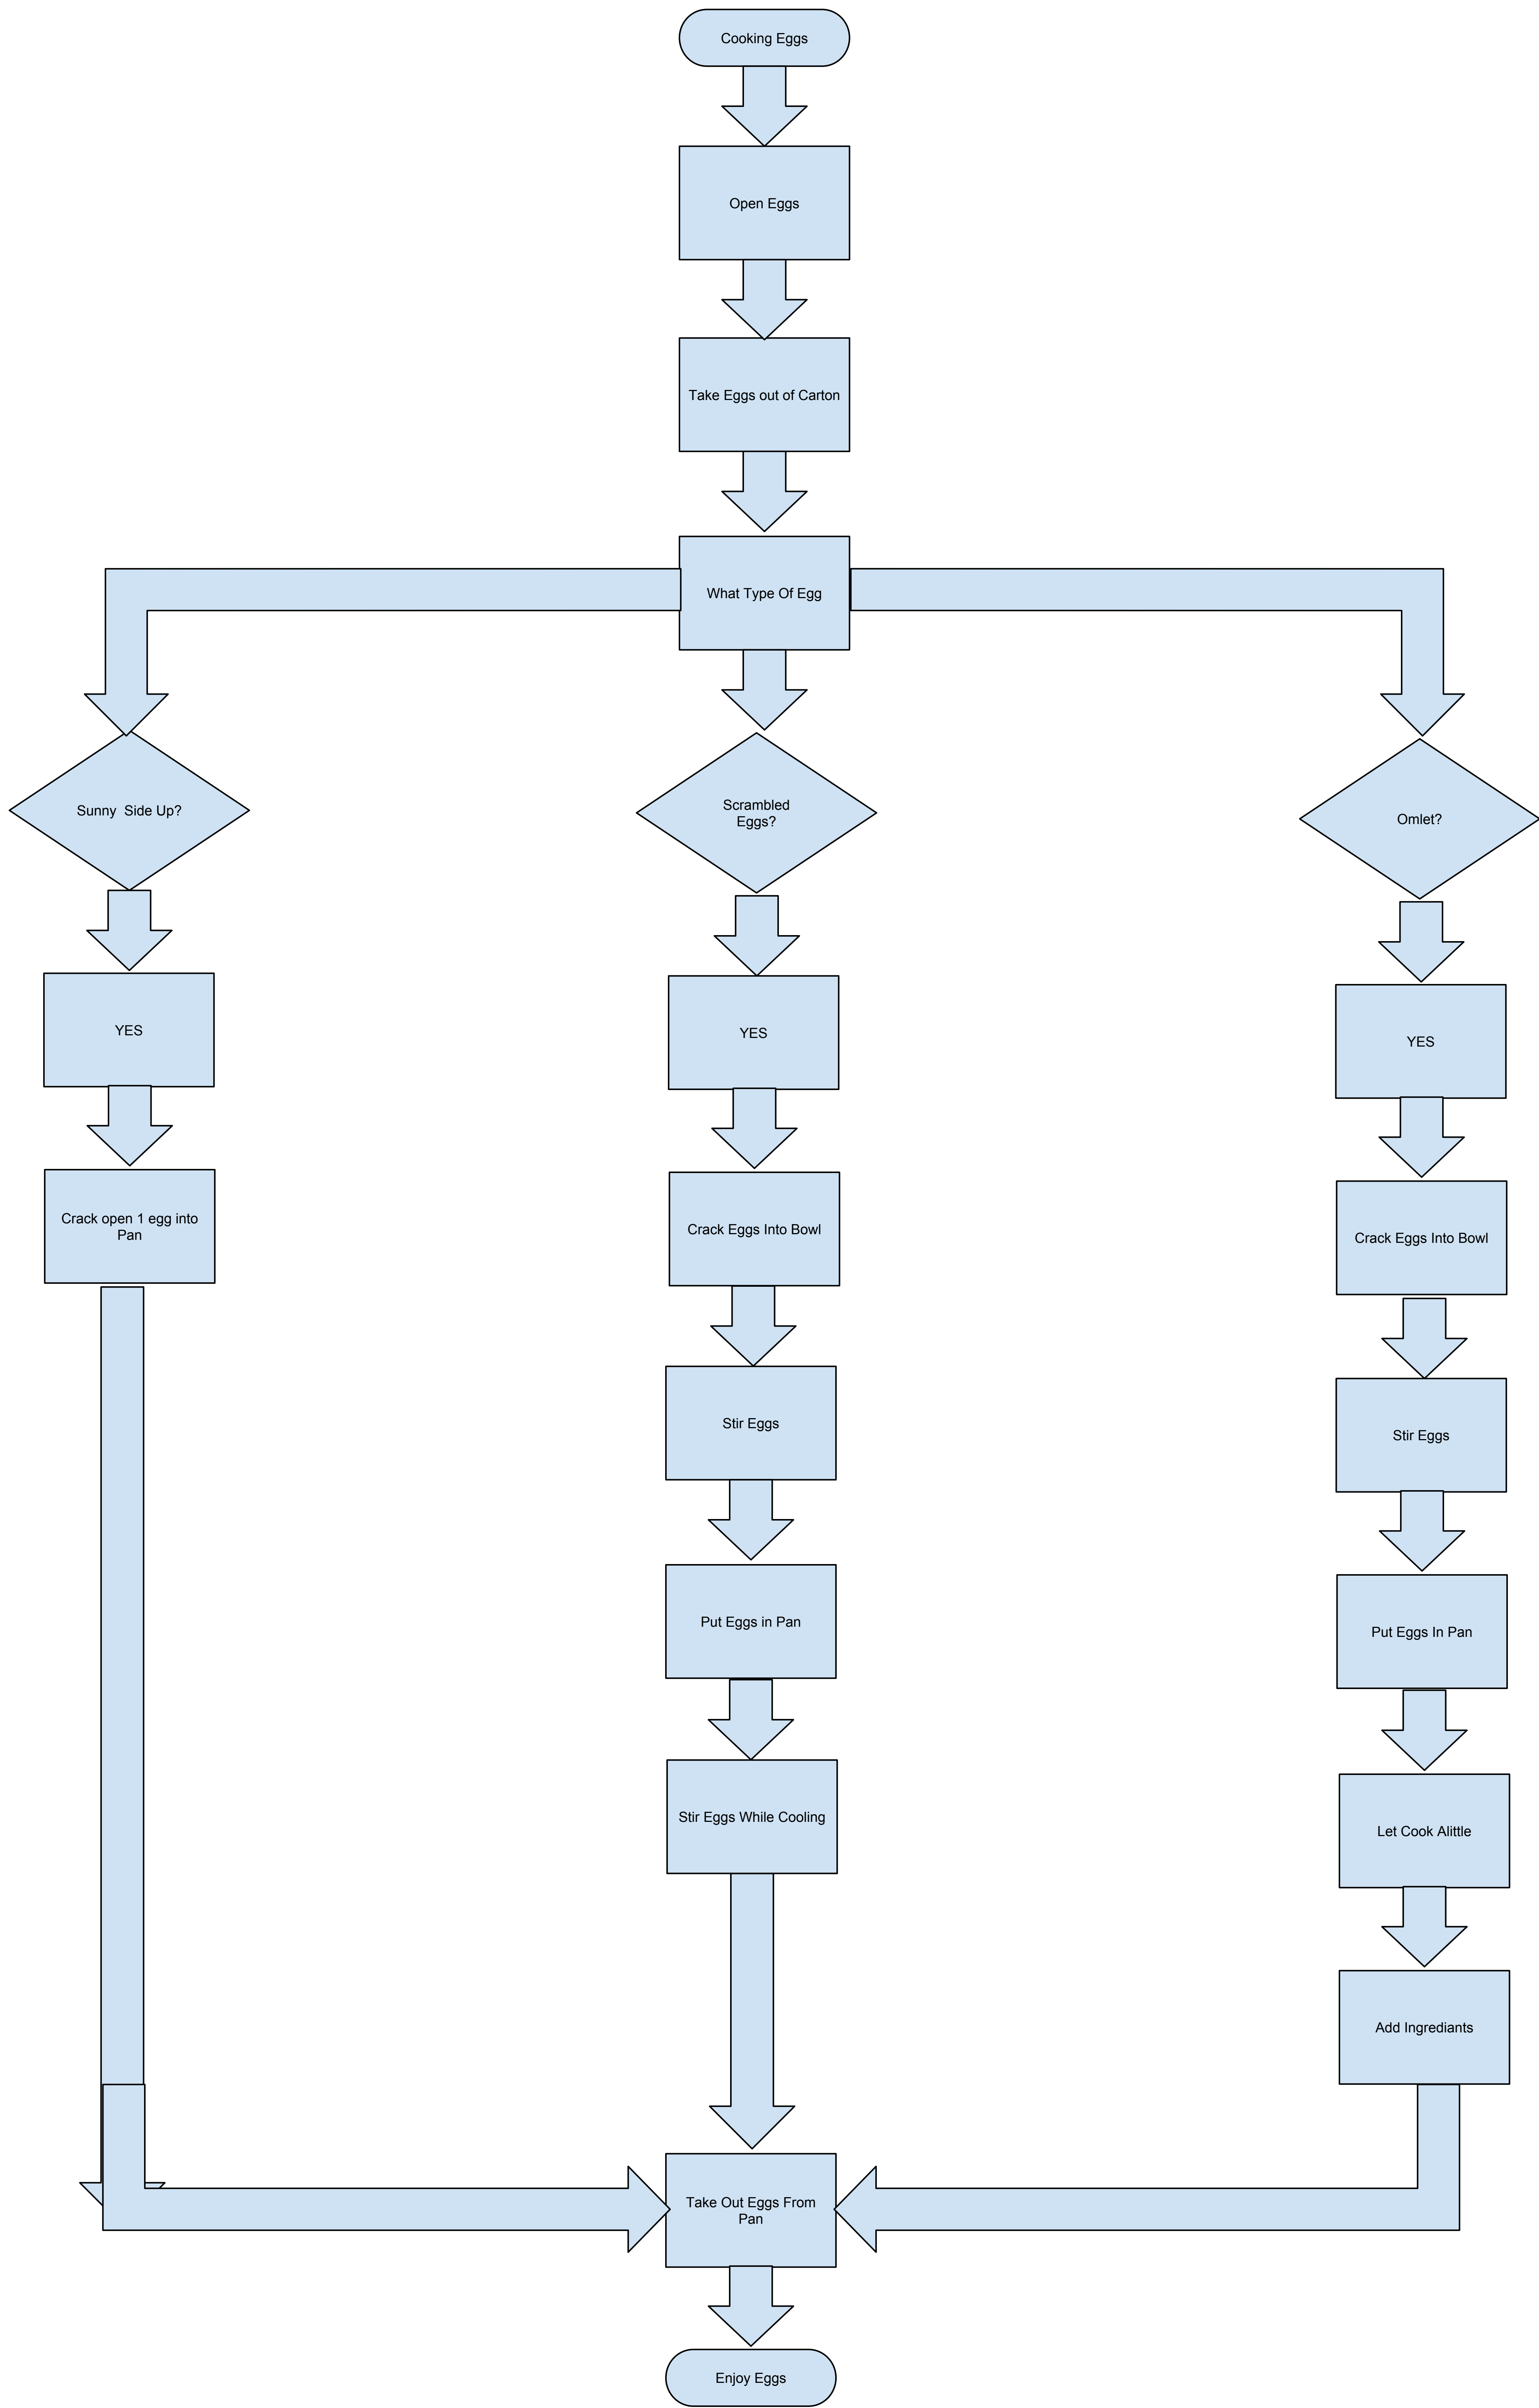 Cooking Eggs
Open Eggs
Take Eggs out of Carton
What Type Of Egg
Sunny  Side Up?
YES
Crack open 1 egg into
Pan
Scrambled
Eggs?
YES
Crack Eggs Into Bowl
Stir Eggs
Put Eggs in Pan
Stir Eggs While Cooling
Omlet?
YES
Crack Eggs Into Bowl
Stir Eggs
Put Eggs In Pan
Let Cook Alittle
Add Ingrediants
Take Out Eggs From
Pan
Enjoy Eggs